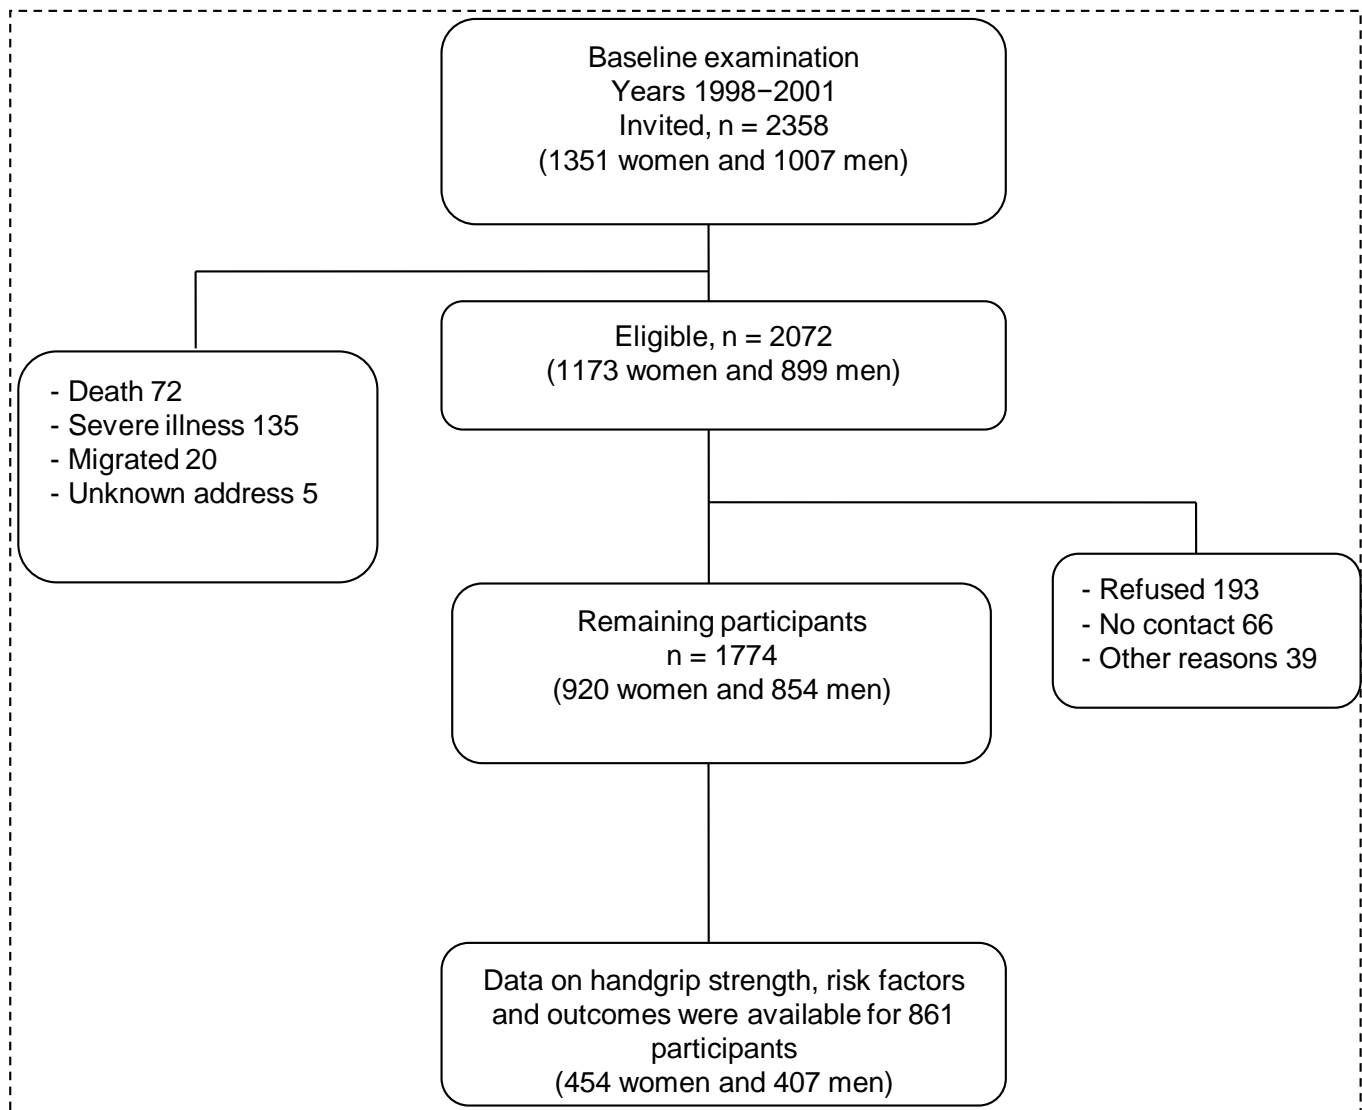 Baseline examination
Years 1998−2001
Invited, n = 2358
(1351 women and 1007 men)
Eligible, n = 2072
(1173 women and 899 men)
- Death 72
- Severe illness 135
- Migrated 20
- Unknown address 5
- Refused 193
- No contact 66
- Other reasons 39
Remaining participants
n = 1774
(920 women and 854 men)
Data on handgrip strength, risk factors
and outcomes were available for 861
participants
(454 women and 407 men)